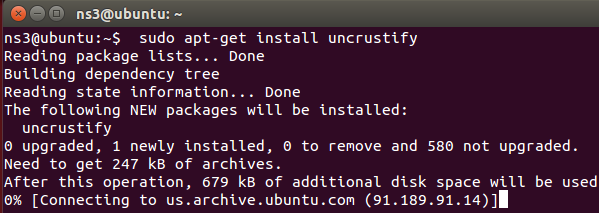 ns3@ubuntu: ~
ns3@ubuntu:~$  sudo apt-get install uncrustify
Reading package lists... Done
Building dependency tree
Reading state information... Done
The following NEW packages will be installed:
  uncrustify
0 upgraded, 1 newly installed, 0 to remove and 580 not upgraded.
Need to get 247 kB of archives.
After this operation, 679 kB of additional disk space will be used
0% [Connecting to us.archive.ubuntu.com (91.189.91.14)]